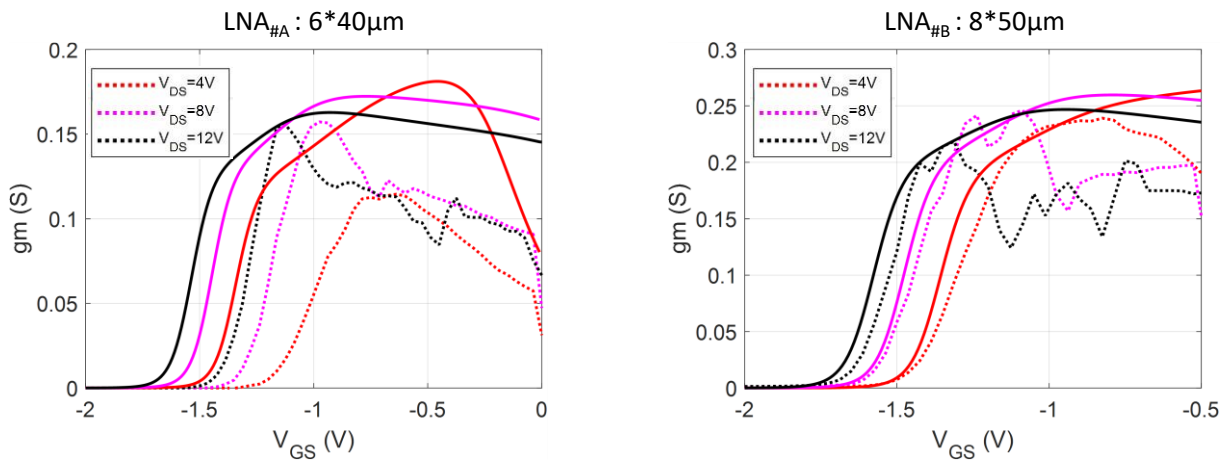 LNA#A : 6*40µm
0.2
0.15
0.1
0.05
0
gm (S)
VDS=4V
VDS=8V
VDS=12V
-2
-1.5
-1
-0.5
0
VGS (V)
LNA#B : 8*50µm
0.3
0.25
0.2
0.15
0.1
0.05
0
gm (S)
VDS=4V
VDS=8V
VDS=12V
-2
-1.5
-1
-0.5
VGS (V)